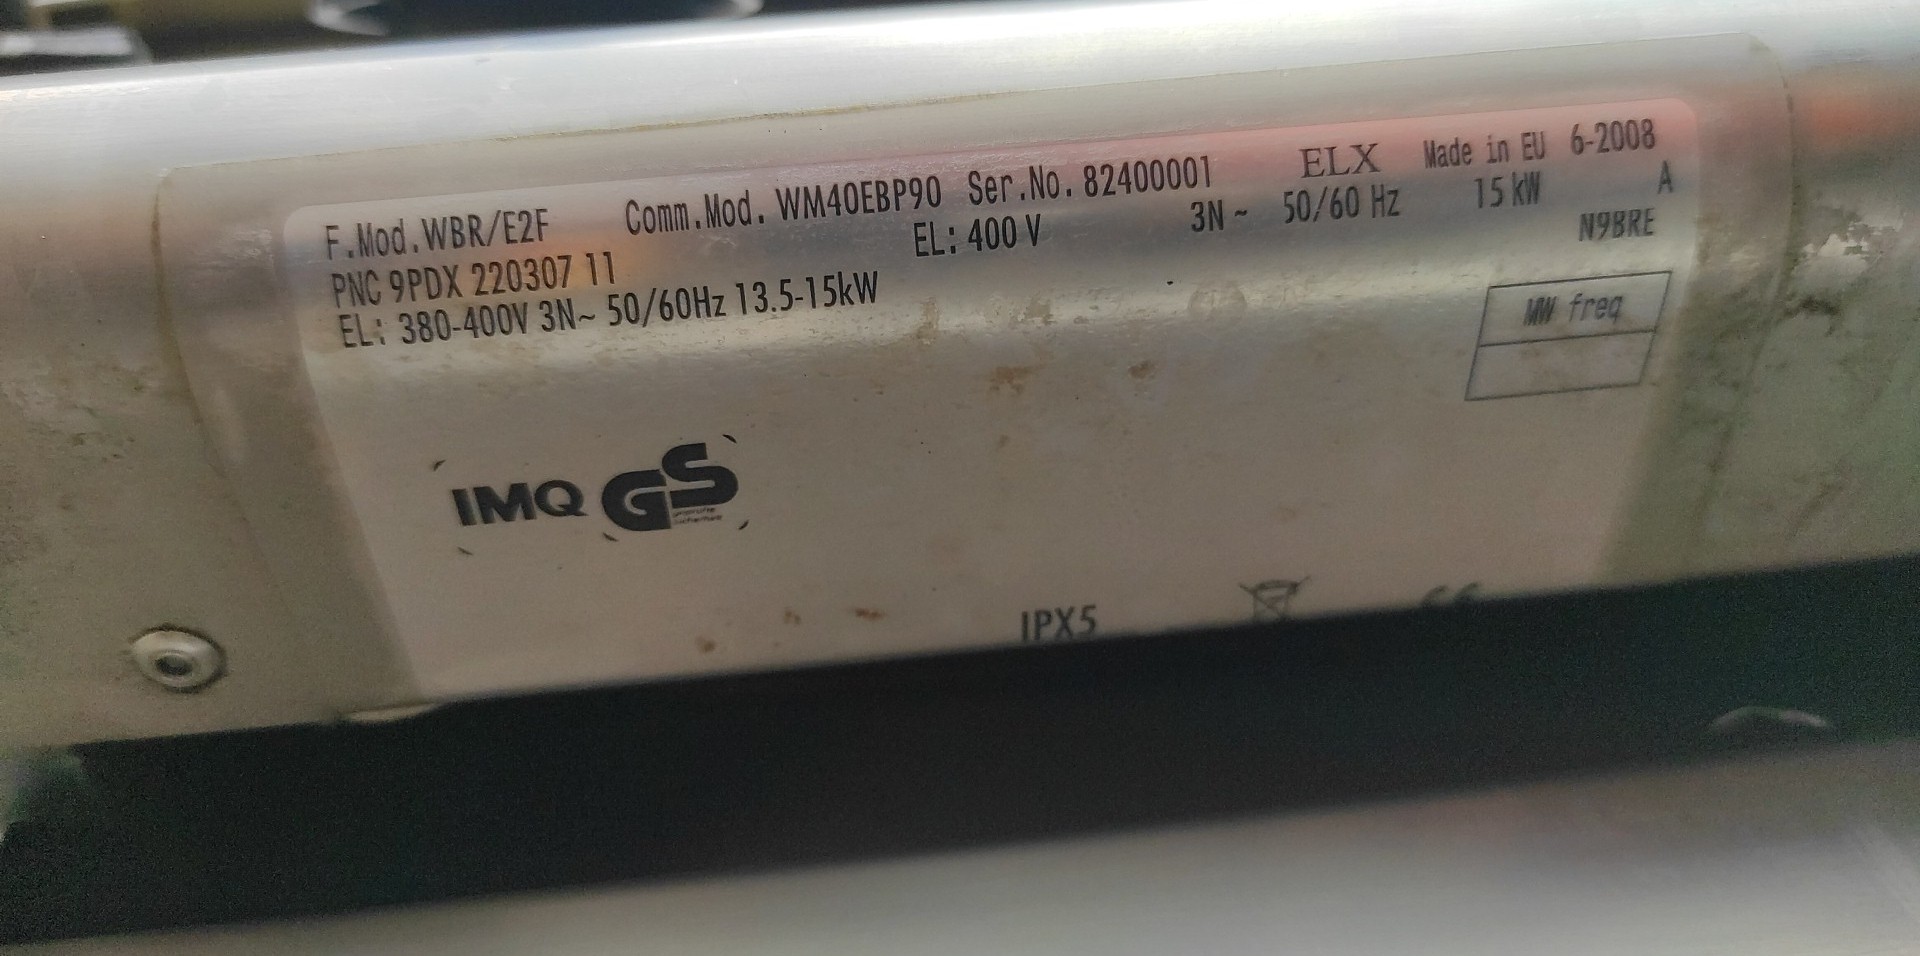 F.Mod.WBR/E2F Comm.Mod. WM40EBP90 Ser.No. 82400001 ELX Made in EU 6-2008
PNC 9PDX 220307 11 EL: 400 V 3N~ 50/60 Hz 15 kW A
EL: 380-400V 3N~ 50/60Hz 13.5-15kW N9BRE
MW freq
IMQ GS
IPX5